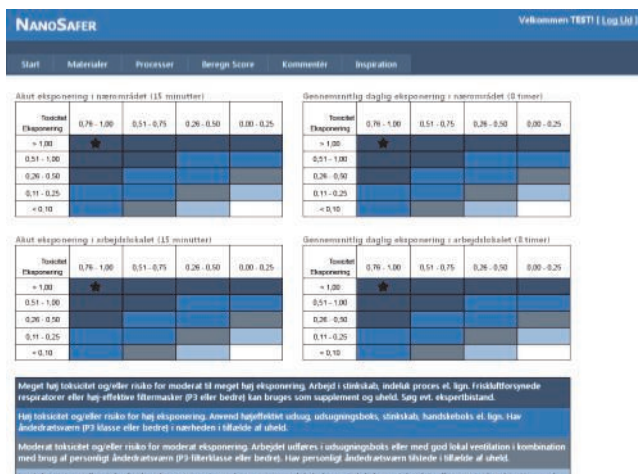 NANOSAFER
Velkommen TEST! [ Log Ud ]
Start Materialer Processer Beregn Score Kommentér Inspiration
Akut eksponering i nærområdet (15 minutter)
Toxicitet 0,76 - 1,00 0,51 - 0,75 0,26 - 0,50 0,00 - 0,25
Eksponering
> 1,00
0,51 - 1,00
0,26 - 0,50
0,11 - 0,25
< 0,10
Gennemsnitlig daglig eksponering i nærområdet (8 timer)
Toxicitet 0,76 - 1,00 0,51 - 0,75 0,26 - 0,50 0,00 - 0,25
Eksponering
> 1,00
0,51 - 1,00
0,26 - 0,50
0,11 - 0,25
< 0,10
Akut eksponering i arbejdslokalet (15 minutter)
Toxicitet 0,76 - 1,00 0,51 - 0,75 0,26 - 0,50 0,00 - 0,25
Eksponering
> 1,00
0,51 - 1,00
0,26 - 0,50
0,11 - 0,25
< 0,10
Gennemsnitlig daglig eksponering i arbejdslokalet (8 timer)
Toxicitet 0,76 - 1,00 0,51 - 0,75 0,26 - 0,50 0,00 - 0,25
Eksponering
> 1,00
0,51 - 1,00
0,26 - 0,50
0,11 - 0,25
< 0,10
Meget høj toksicitet og/eller risiko for moderat til meget høj eksponering. Arbejd i stinkskab, indeluk proces el. lign. Friskluftforsynede
respiratorer eller høj-effektive filtermasker (P3 eller bedre) kan bruges som supplement og uheld. Søg evt. ekspertbistand.
Høj toksicitet og/eller risiko for høj eksponering. Anvend højeffektivt udsug, udsugningsboks, stinkskab, handskeboks el. lign. Hav
åndedrætsværn (P3 klasse eller bedre) i nærheden i tilfælde af uheld.
Moderat toksicitet og/eller risiko for moderat eksponering. Arbejdet udføres i udsugningsboks eller med god lokal ventilation i kombination
med brug af personligt åndedrætsværn (P3-filterklasse eller bedre). Hav personligt åndedrætsværn tilstede i tilfælde af uheld.